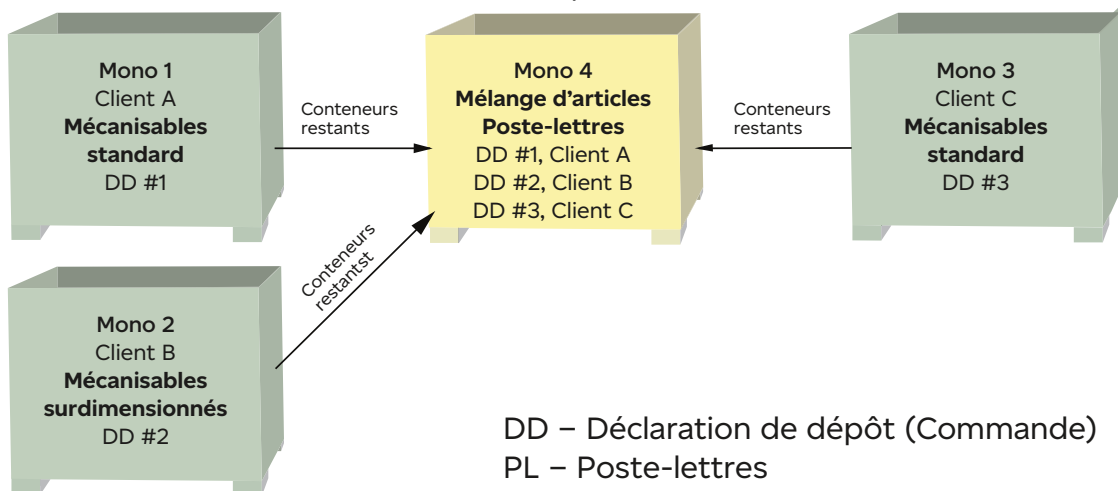 Mono 1
Client A
Mécanisables
standard
DD #1
Conteneurs
restants
Mono 4
Mélange d'articles
Poste-lettres
DD #1, Client A
DD #2, Client B
DD #3, Client C
Conteneurs
restants
Mono 3
Client C
Mécanisables
standard
DD #3
Conteneurs
restantst
Mono 2
Client B
Mécanisables
surdimensionnés
DD #2
DD – Déclaration de dépôt (Commande)
PL – Poste-lettres